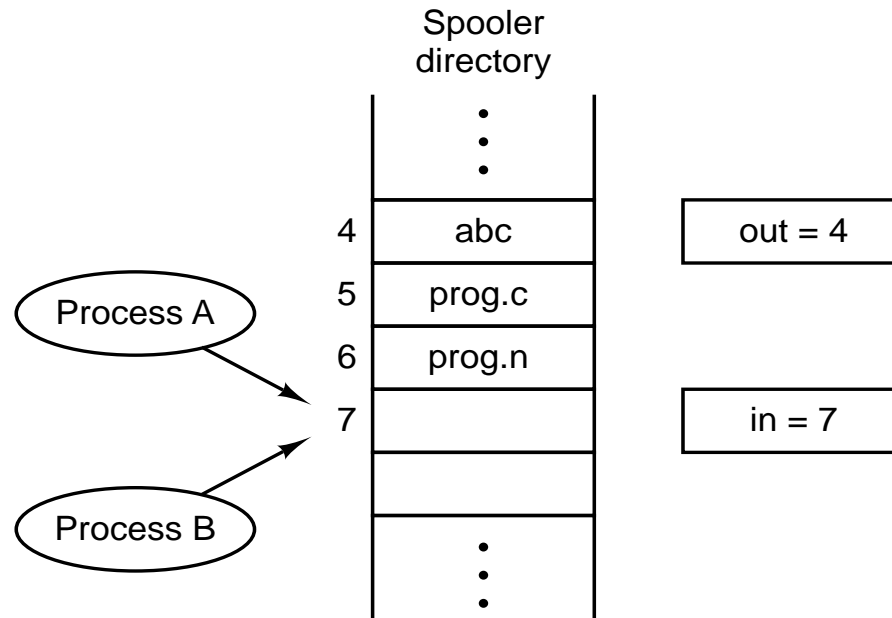 Spooler
directory
4 abc out = 4
5 prog.c
Process A
6 prog.n
7 in = 7
Process B